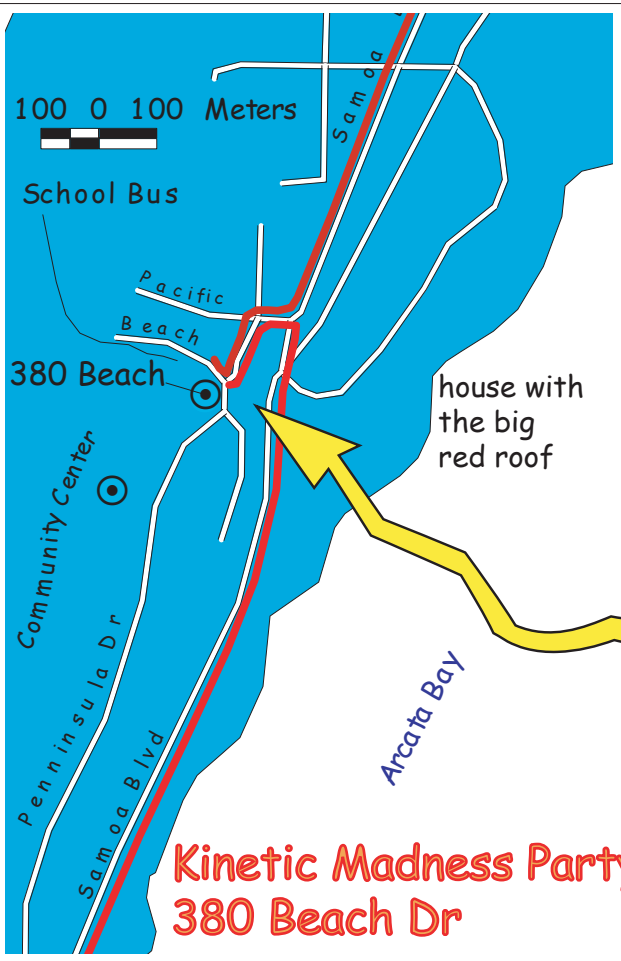 Samoa
100 0 100 Meters
School Bus
Pacific
Beach
380 Beach
house with
the big
red roof
Community Center
Penninsula Dr
Arcata Bay
Samoa Blvd
Kinetic Madness Party
380 Beach Dr